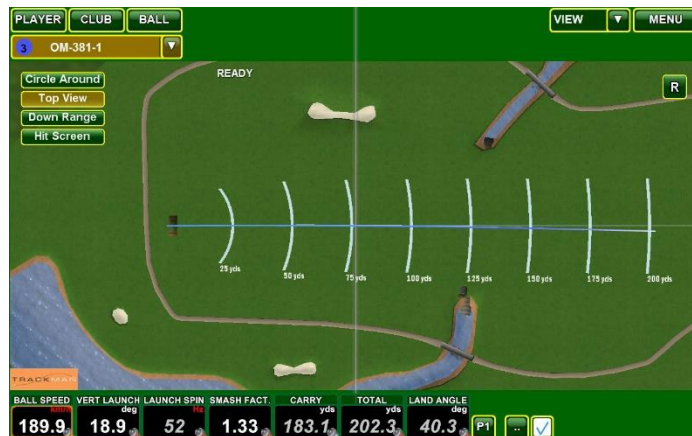 PLAYER CLUB BALL VIEW MENU
3 OM-381-1
Circle Around
Top View
Down Range
Hit Screen
READY
R
25 yds 50 yds 75 yds 100 yds 125 yds 150 yds 175 yds 200 yds
TRACKMAN
BALL SPEED VERT LAUNCH LAUNCH SPIN SMASH FACT. CARRY TOTAL LAND ANGLE
km/h deg Hz yds yds deg
189.9 18.9 52 1.33 183.1 202.3 40.3 P1 ..